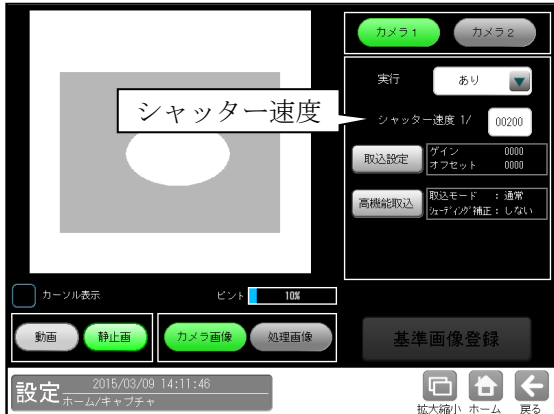 カメラ1
カメラ2
実行
あり
シャッター速度
シャッター速度 1/
00200
取込設定
ゲイン 0000
オフセット 0000
高機能取込
取込モード : 通常
シェーディング補正 : しない
カーソル表示
ピント
10%
動画
静止画
カメラ画像
処理画像
基準画像登録
設定
2015/03/09 14:11:46
ホーム/キャプチャ
拡大縮小
ホーム
戻る